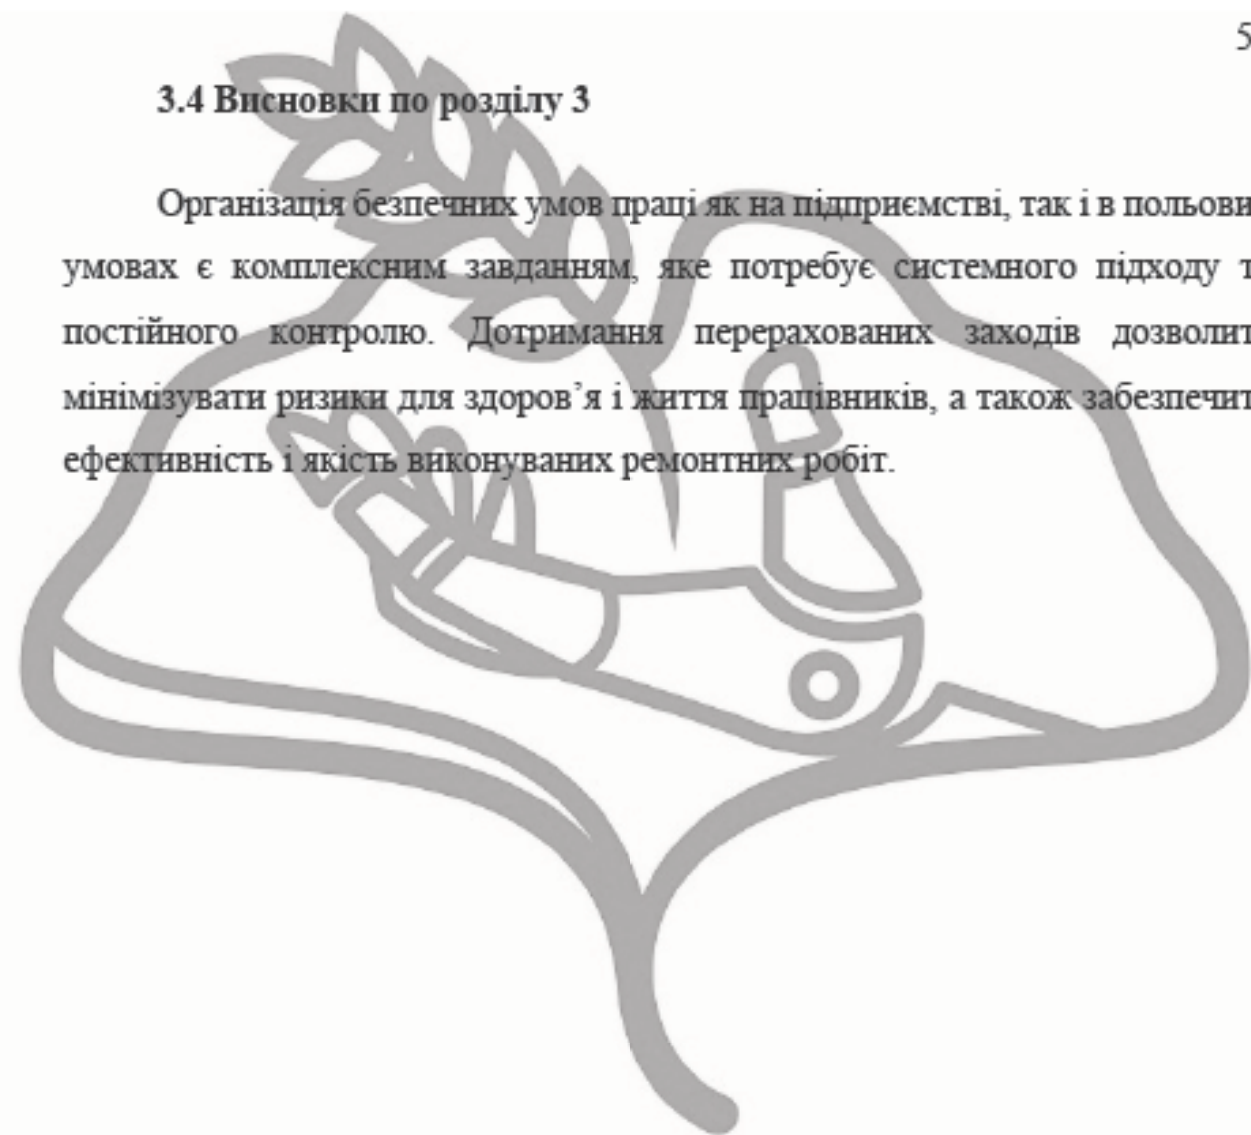 5
3.4 Висновки по розділу 3
Організація безпечних умов праці як на підприємстві, так і в польови
умовах є комплексним завданням, яке потребує системного підходу т
постійного контролю. Дотримання перерахованих заходів дозволит
мінімізувати ризики для здоров’я і життя працівників, а також забезпечит
ефективність і якість виконуваних ремонтних робіт.